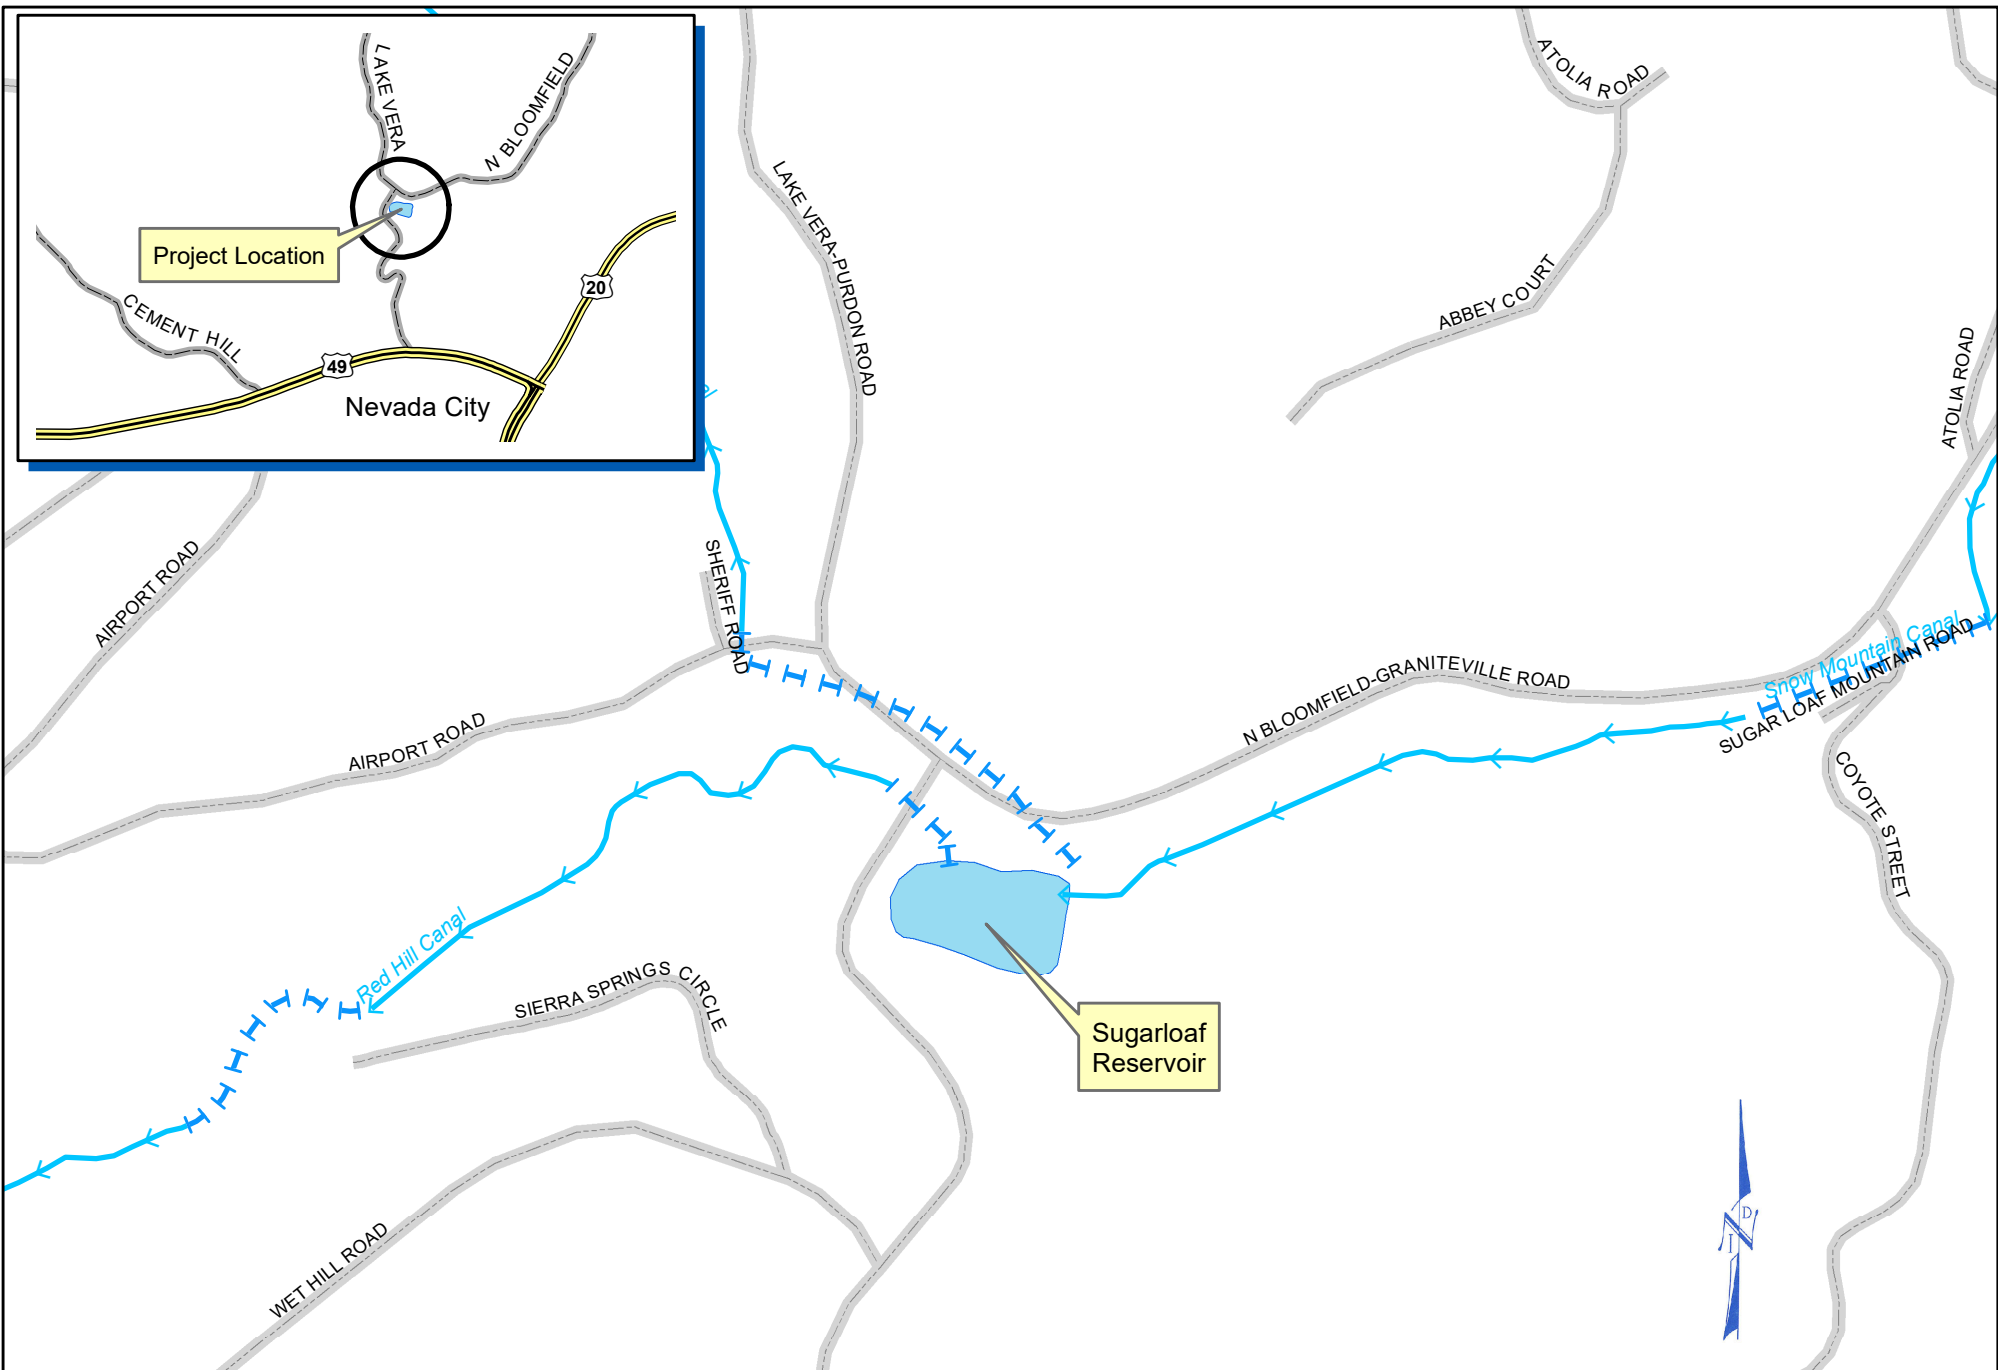 LAKE VERA
N BLOOMFIELD
Project Location
CEMENT HILL
20
49
Nevada City
ATOLIA ROAD
LAKE VERA-PURDON ROAD
ABBEY COURT
ATOLIA ROAD
AIRPORT ROAD
SHERIFF ROAD
Snow Mountain Canal
SUGAR LOAF MOUNTAIN ROAD
N BLOOMFIELD-GRANITEVILLE ROAD
AIRPORT ROAD
COYOTE STREET
Red Hill Canal
SIERRA SPRINGS CIRCLE
Sugarloaf
Reservoir
WET HILL ROAD
N
I
D